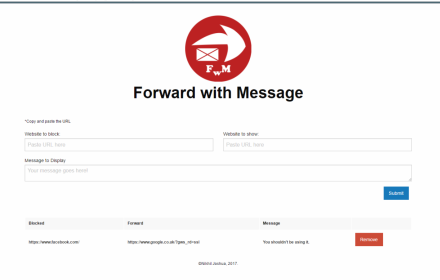 FwM
Forward with Message
*Copy and paste the URL
Website to block:
Website to show:
Paste URL here
Paste URL here
Message to Display
Your message goes here!
Submit
Blocked Forward Message
https://www.facebook.com/ https://www.google.co.uk/?gws_rd=ssl You shouldn't be using it. Remove
Joshua, 2017.